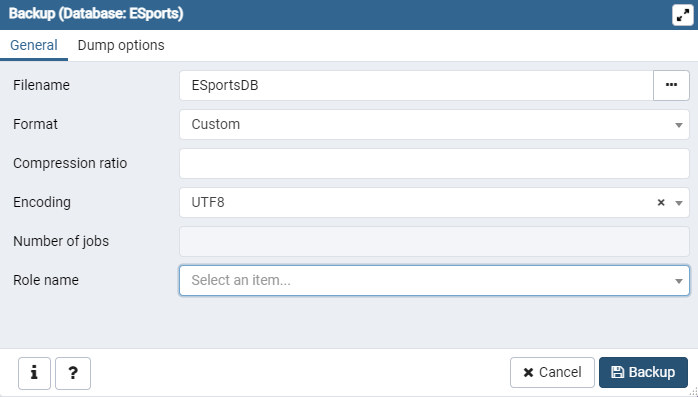 Backup (Database: ESports)
General Dump options
Filename ESportsDB
Format Custom
Compression ratio
Encoding UTF8
Number of jobs
Role name Select an item...
i ? Cancel Backup